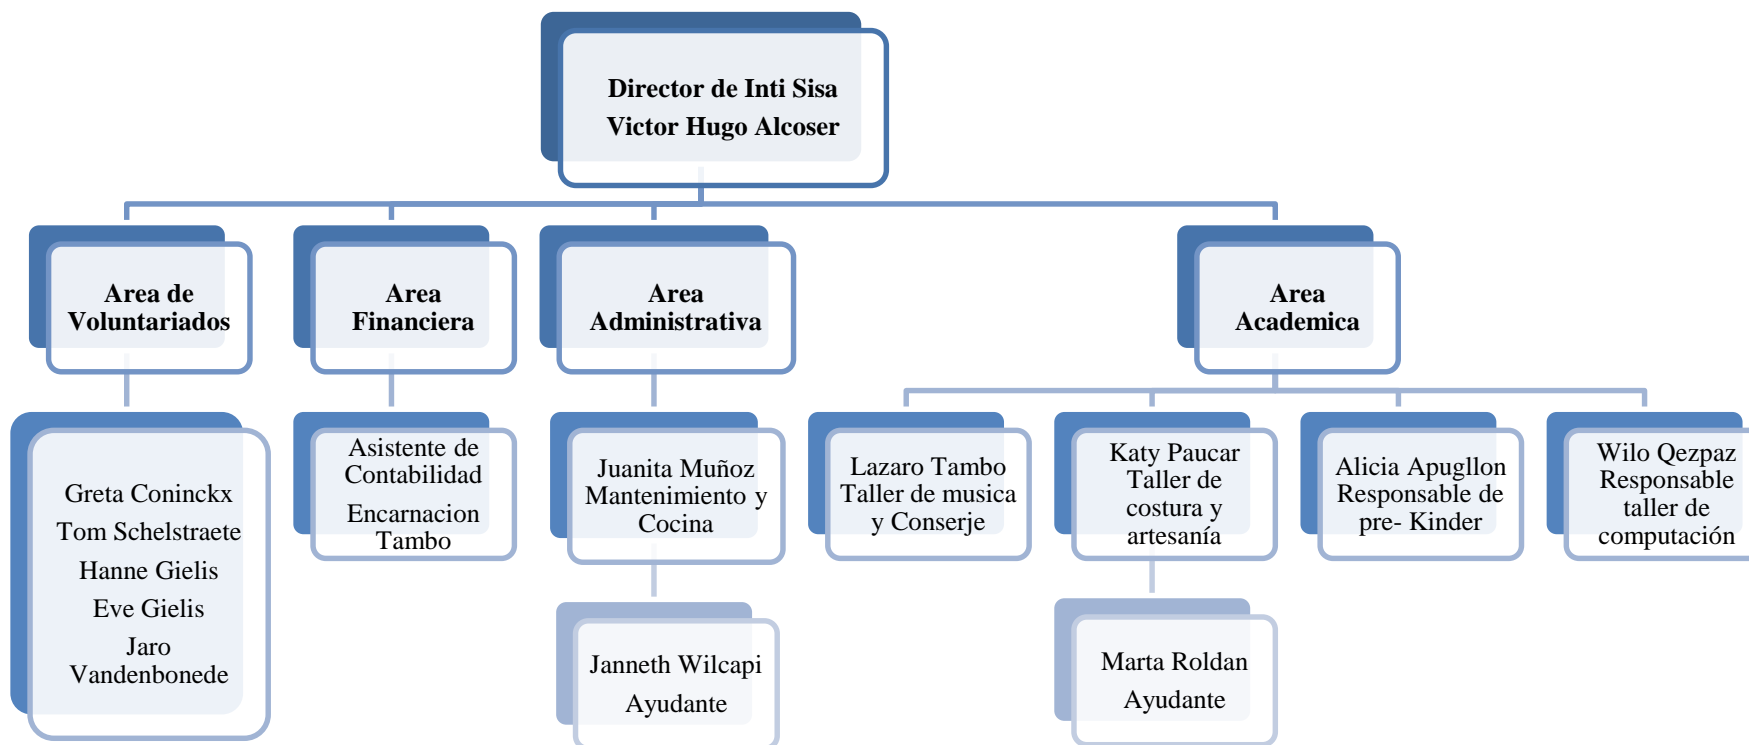 Director de Inti Sisa
Victor Hugo Alcoser
Area de
Voluntariados
Area
Financiera
Area
Administrativa
Area
Academica
Greta Coninckx
Tom Schelstraete
Hanne Gielis
Eve Gielis
Jaro
Vandenbonede
Asistente de
Contabilidad
Encarnacion
Tambo
Juanita Muñoz
Mantenimiento y
Cocina
Lazaro Tambo
Taller de musica
y Conserje
Katy Paucar
Taller de
costura y
artesanía
Alicia Apugllon
Responsable de
pre- Kinder
Wilo Qezpaz
Responsable
taller de
computación
Janneth Wilcapi
Ayudante
Marta Roldan
Ayudante